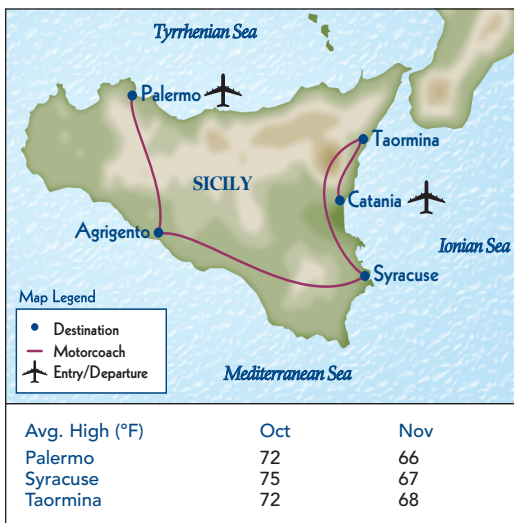 Tyrrhenian Sea
Palermo
Taormina
SICILY
Catania
Agrigento
Ionian Sea
Syracuse
Map Legend
Destination
Motorcoach
Entry/Departure
Mediterranean Sea
Avg. High (°F) Oct Nov
Palermo 72 66
Syracuse 75 67
Taormina 72 68